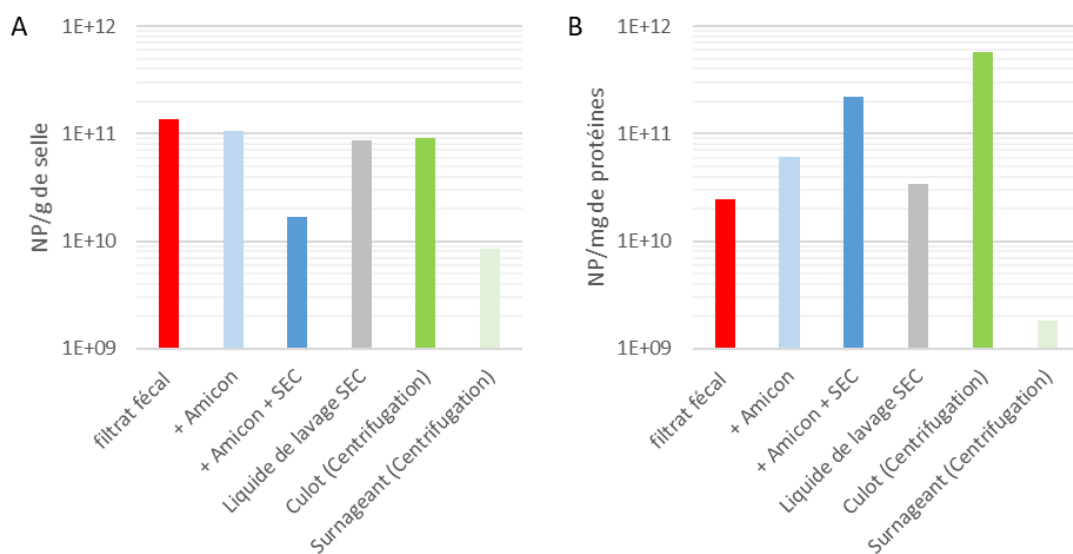 A
1E+12
1E+11
1E+10
1E+09
NP/g de selle
filtrat fécal
+ Amicon
+ Amicon + SEC
Liquide de lavage SEC
Culot (Centrifugation)
Surnageant (Centrifugation)
B
1E+12
1E+11
1E+10
1E+09
NP/mg de protéines
filtrat fécal
+ Amicon
+ Amicon + SEC
Liquide de lavage SEC
Culot (Centrifugation)
Surnageant (Centrifugation)